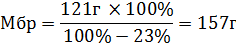 Мбр = 121г × 100% / 100% − 23% = 157г